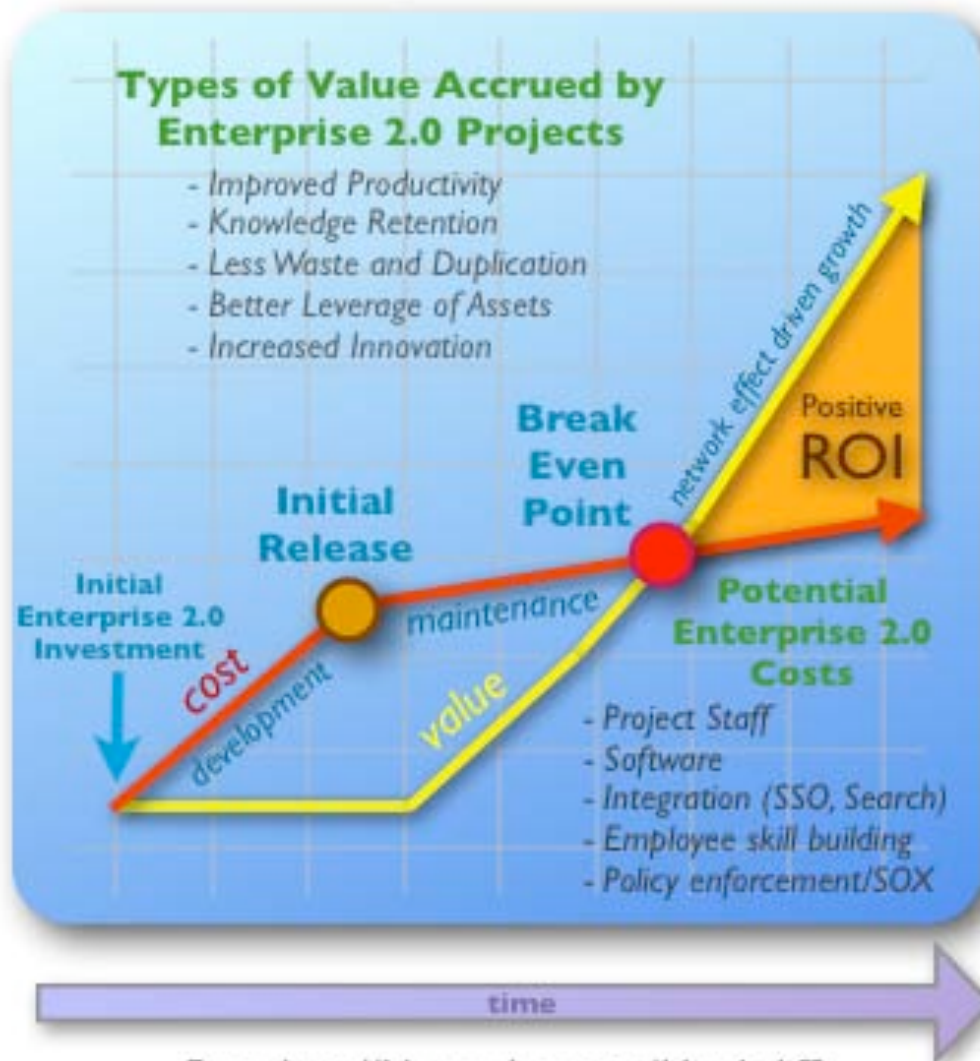 Types of Value Accrued by
Enterprise 2.0 Projects
- Improved Productivity
- Knowledge Retention
- Less Waste and Duplication
- Better Leverage of Assets
- Increased Innovation
network effect driven growth
Positive
ROI
Break
Even
Point
Initial
Release
Initial
Enterprise 2.0
Investment
cost
development
maintenance
value
Potential
Enterprise 2.0
Costs
- Project Staff
- Software
- Integration (SSO, Search)
- Employee skill building
- Policy enforcement/SOX
time